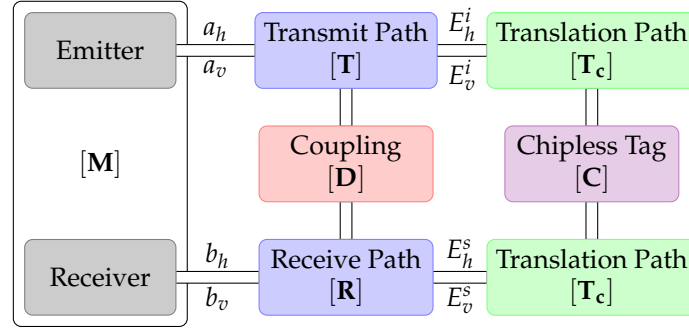 Emitter
a_h
a_v
Transmit Path
[T]
E_h^i
E_v^i
Translation Path
[T_c]
[M]
Coupling
[D]
Chipless Tag
[C]
Receiver
b_h
b_v
Receive Path
[R]
E_h^s
E_v^s
Translation Path
[T_c]